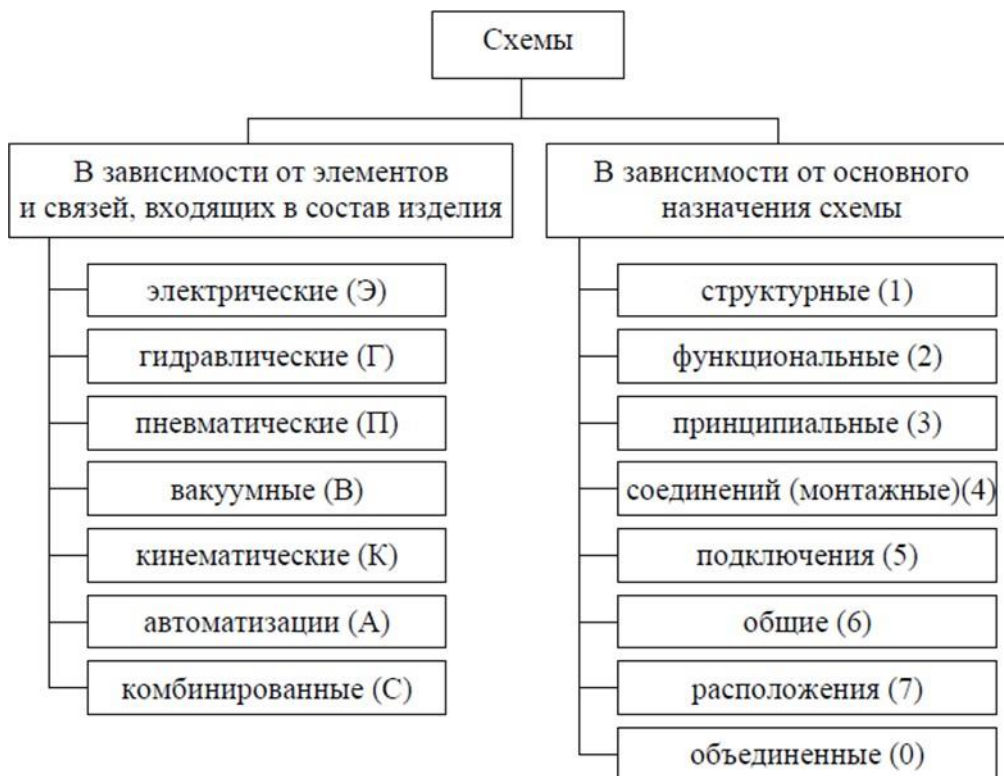 Схемы
В зависимости от элементов
и связей, входящих в состав изделия
электрические (Э)
гидравлические (Г)
пневматические (П)
вакуумные (В)
кинематические (К)
автоматизации (А)
комбинированные (С)
В зависимости от основного
назначения схемы
структурные (1)
функциональные (2)
принципиальные (3)
соединений (монтажные)(4)
подключения (5)
общие (6)
расположения (7)
объединенные (0)